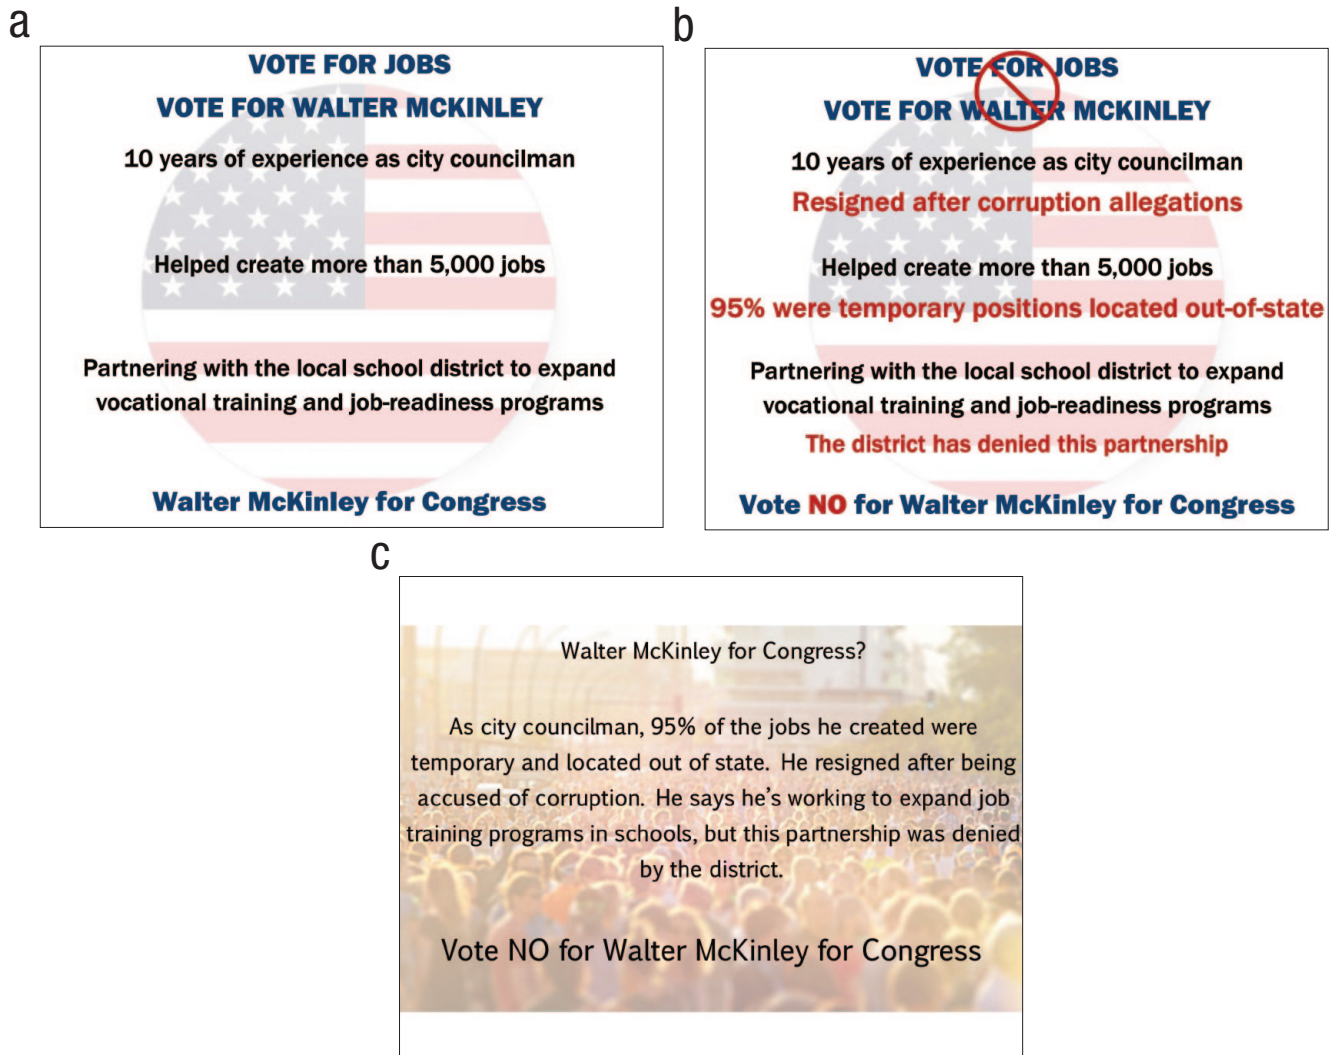 a
VOTE FOR JOBS
VOTE FOR WALTER MCKINLEY
10 years of experience as city councilman
Helped create more than 5,000 jobs
Partnering with the local school district to expand
vocational training and job-readiness programs
Walter McKinley for Congress
b
VOTE FOR JOBS
VOTE FOR WALTER MCKINLEY
10 years of experience as city councilman
Resigned after corruption allegations
Helped create more than 5,000 jobs
95% were temporary positions located out-of-state
Partnering with the local school district to expand
vocational training and job-readiness programs
The district has denied this partnership
Vote NO for Walter McKinley for Congress
c
Walter McKinley for Congress?
As city councilman, 95% of the jobs he created were
temporary and located out of state. He resigned after being
accused of corruption. He says he's working to expand job
training programs in schools, but this partnership was denied
by the district.
Vote NO for Walter McKinley for Congress